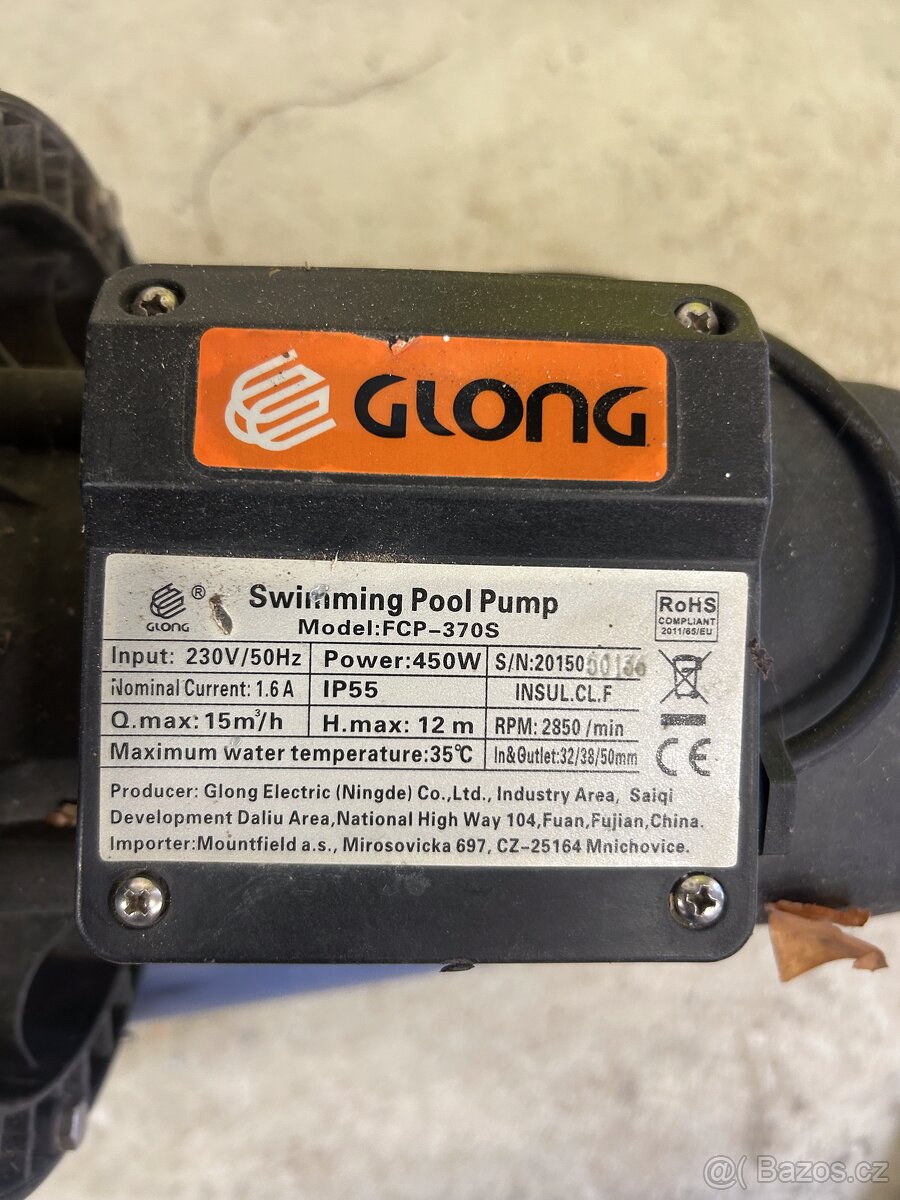 GLONG
® Swimming Pool Pump
GLONG
Model:FCP-370S
RoHS
COMPLIANT
2011/65/EU
Input: 230V/50Hz Power:450W S/N:20150
Nominal Current: 1.6 A IP55 INSUL.CL.F
Q.max: 15m³/h H.max: 12 m RPM: 2850 /min
Maximum water temperature:35℃ In&Outlet:32/38/50mm
CE
Producer: Glong Electric (Ningde) Co.,Ltd., Industry Area, Saiqi
Development Daliu Area,National High Way 104,Fuan,Fujian,China.
Importer:Mountfield a.s., Mirosovicka 697, CZ-25164 Mnichovice.
@( Bazos.cz